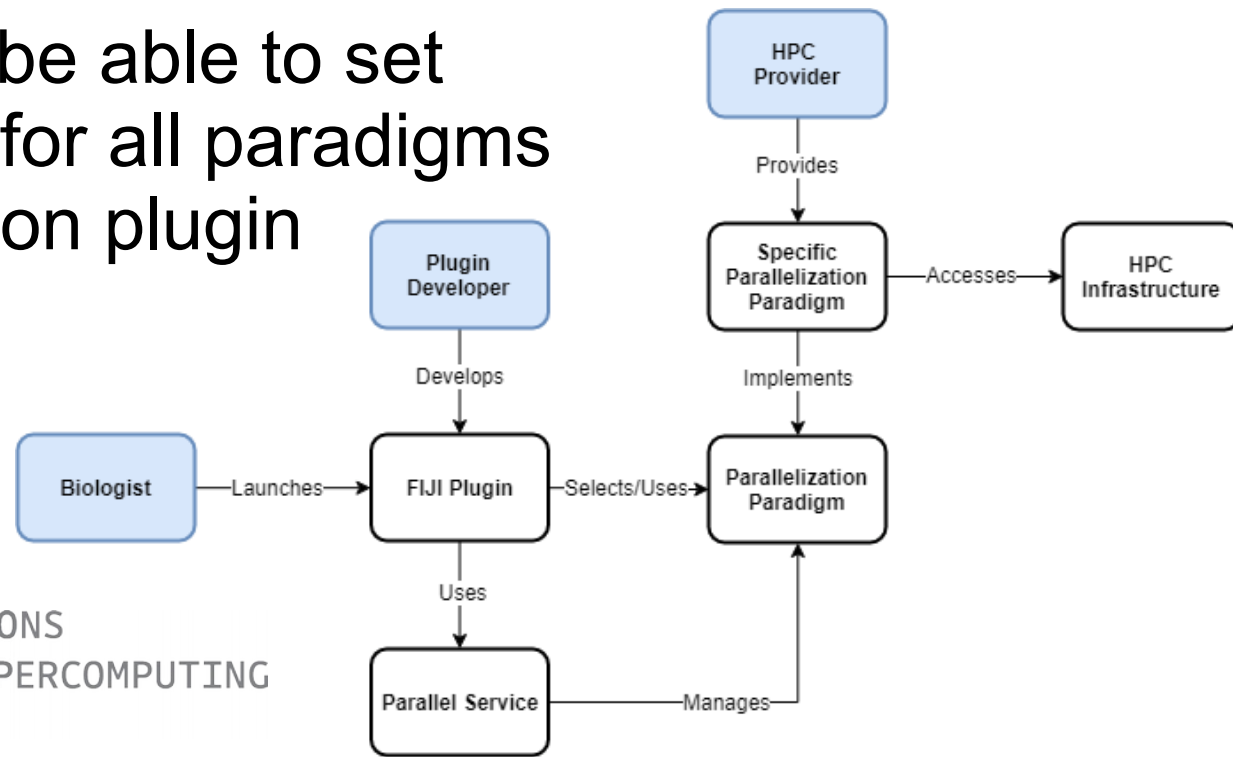 be able to set
for all paradigms
on plugin
HPC
Provider
Provides
Plugin
Developer
Specific
Parallelization
Paradigm
Accesses
HPC
Infrastructure
Develops
Implements
Biologist
Launches
FIJI Plugin
Selects/Uses
Parallelization
Paradigm
Uses
ONS
PERCOMPUTING
Parallel Service
Manages